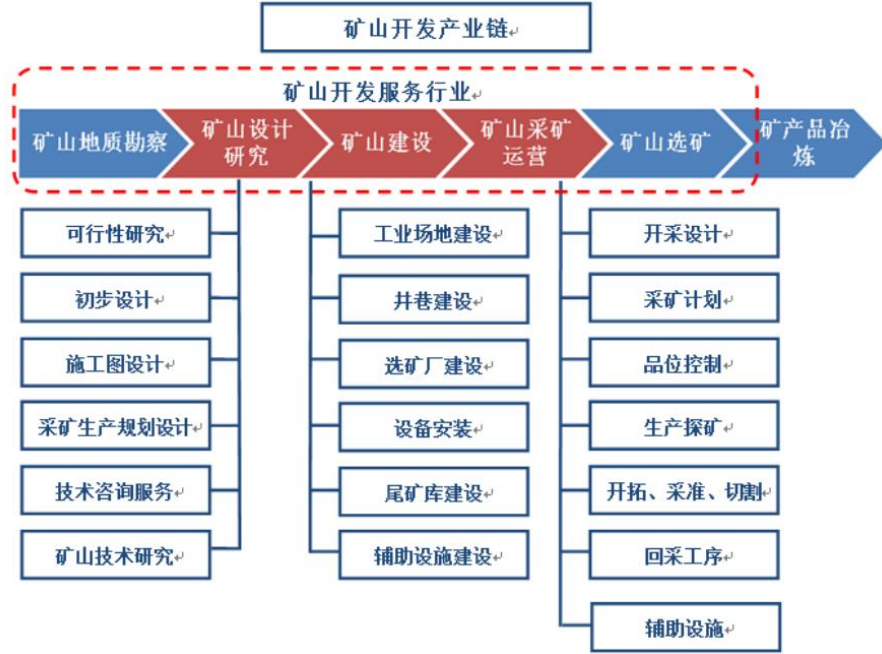 矿山开发产业链
矿山开发服务行业
矿山地质勘察
矿山设计
研究
矿山建设
矿山采矿
运营
矿山选矿
矿产品冶
炼
可行性研究
初步设计
施工图设计
采矿生产规划设计
技术咨询服务
矿山技术研究
工业场地建设
井巷建设
选矿厂建设
设备安装
尾矿库建设
辅助设施建设
开采设计
采矿计划
品位控制
生产探矿
开拓、采准、切割
回采工序
辅助设施